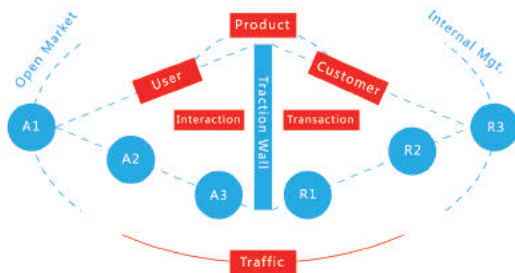 Product
Open Market
Internal Mgt.
User
Customer
Traction Wall
Interaction
Transaction
A1
R3
A2
R2
A3
R1
Traffic